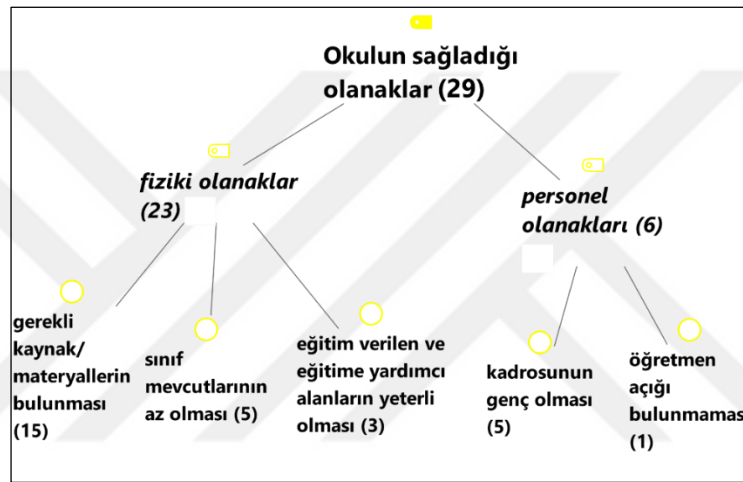 Okulun sağladığı
olanaklar (29)
fiziki olanaklar
(23)
personel
olanakları (6)
gerekli
kaynak/
materyallerin
bulunması
(15)
sınıf
mevcutlarının
az olması (5)
eğitim verilen ve
eğitime yardımcı
alanların yeterli
olması (3)
kadrosunun
genç olması
(5)
öğretmen
açığı
bulunmaması
(1)